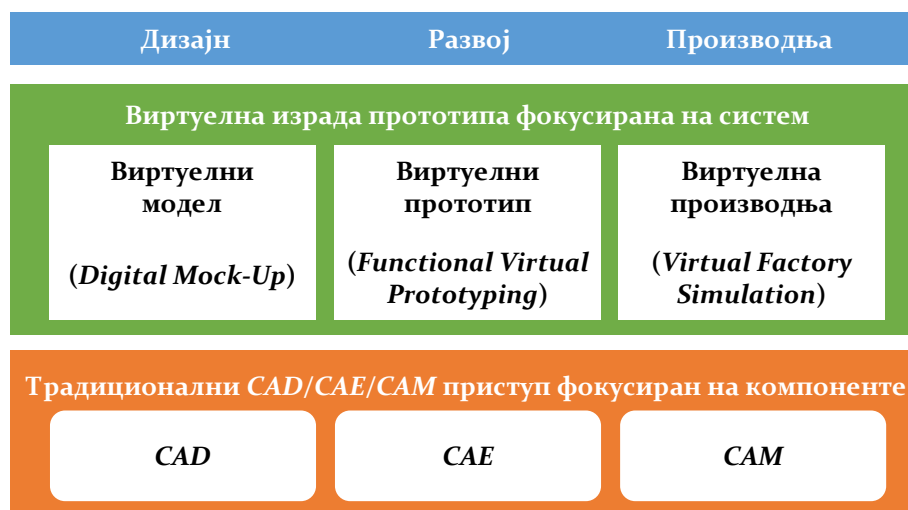 Дизајн Развој Производња
Виртуелна израда прототипа фокусирана на систем
Виртуелни
модел
(Digital Mock-Up)
Виртуелни
прототип
(Functional Virtual
Prototyping)
Виртуелна
производња
(Virtual Factory
Simulation)
Традиционални CAD/CAE/CAM приступ фокусиран на компоненте
CAD
CAE
CAM